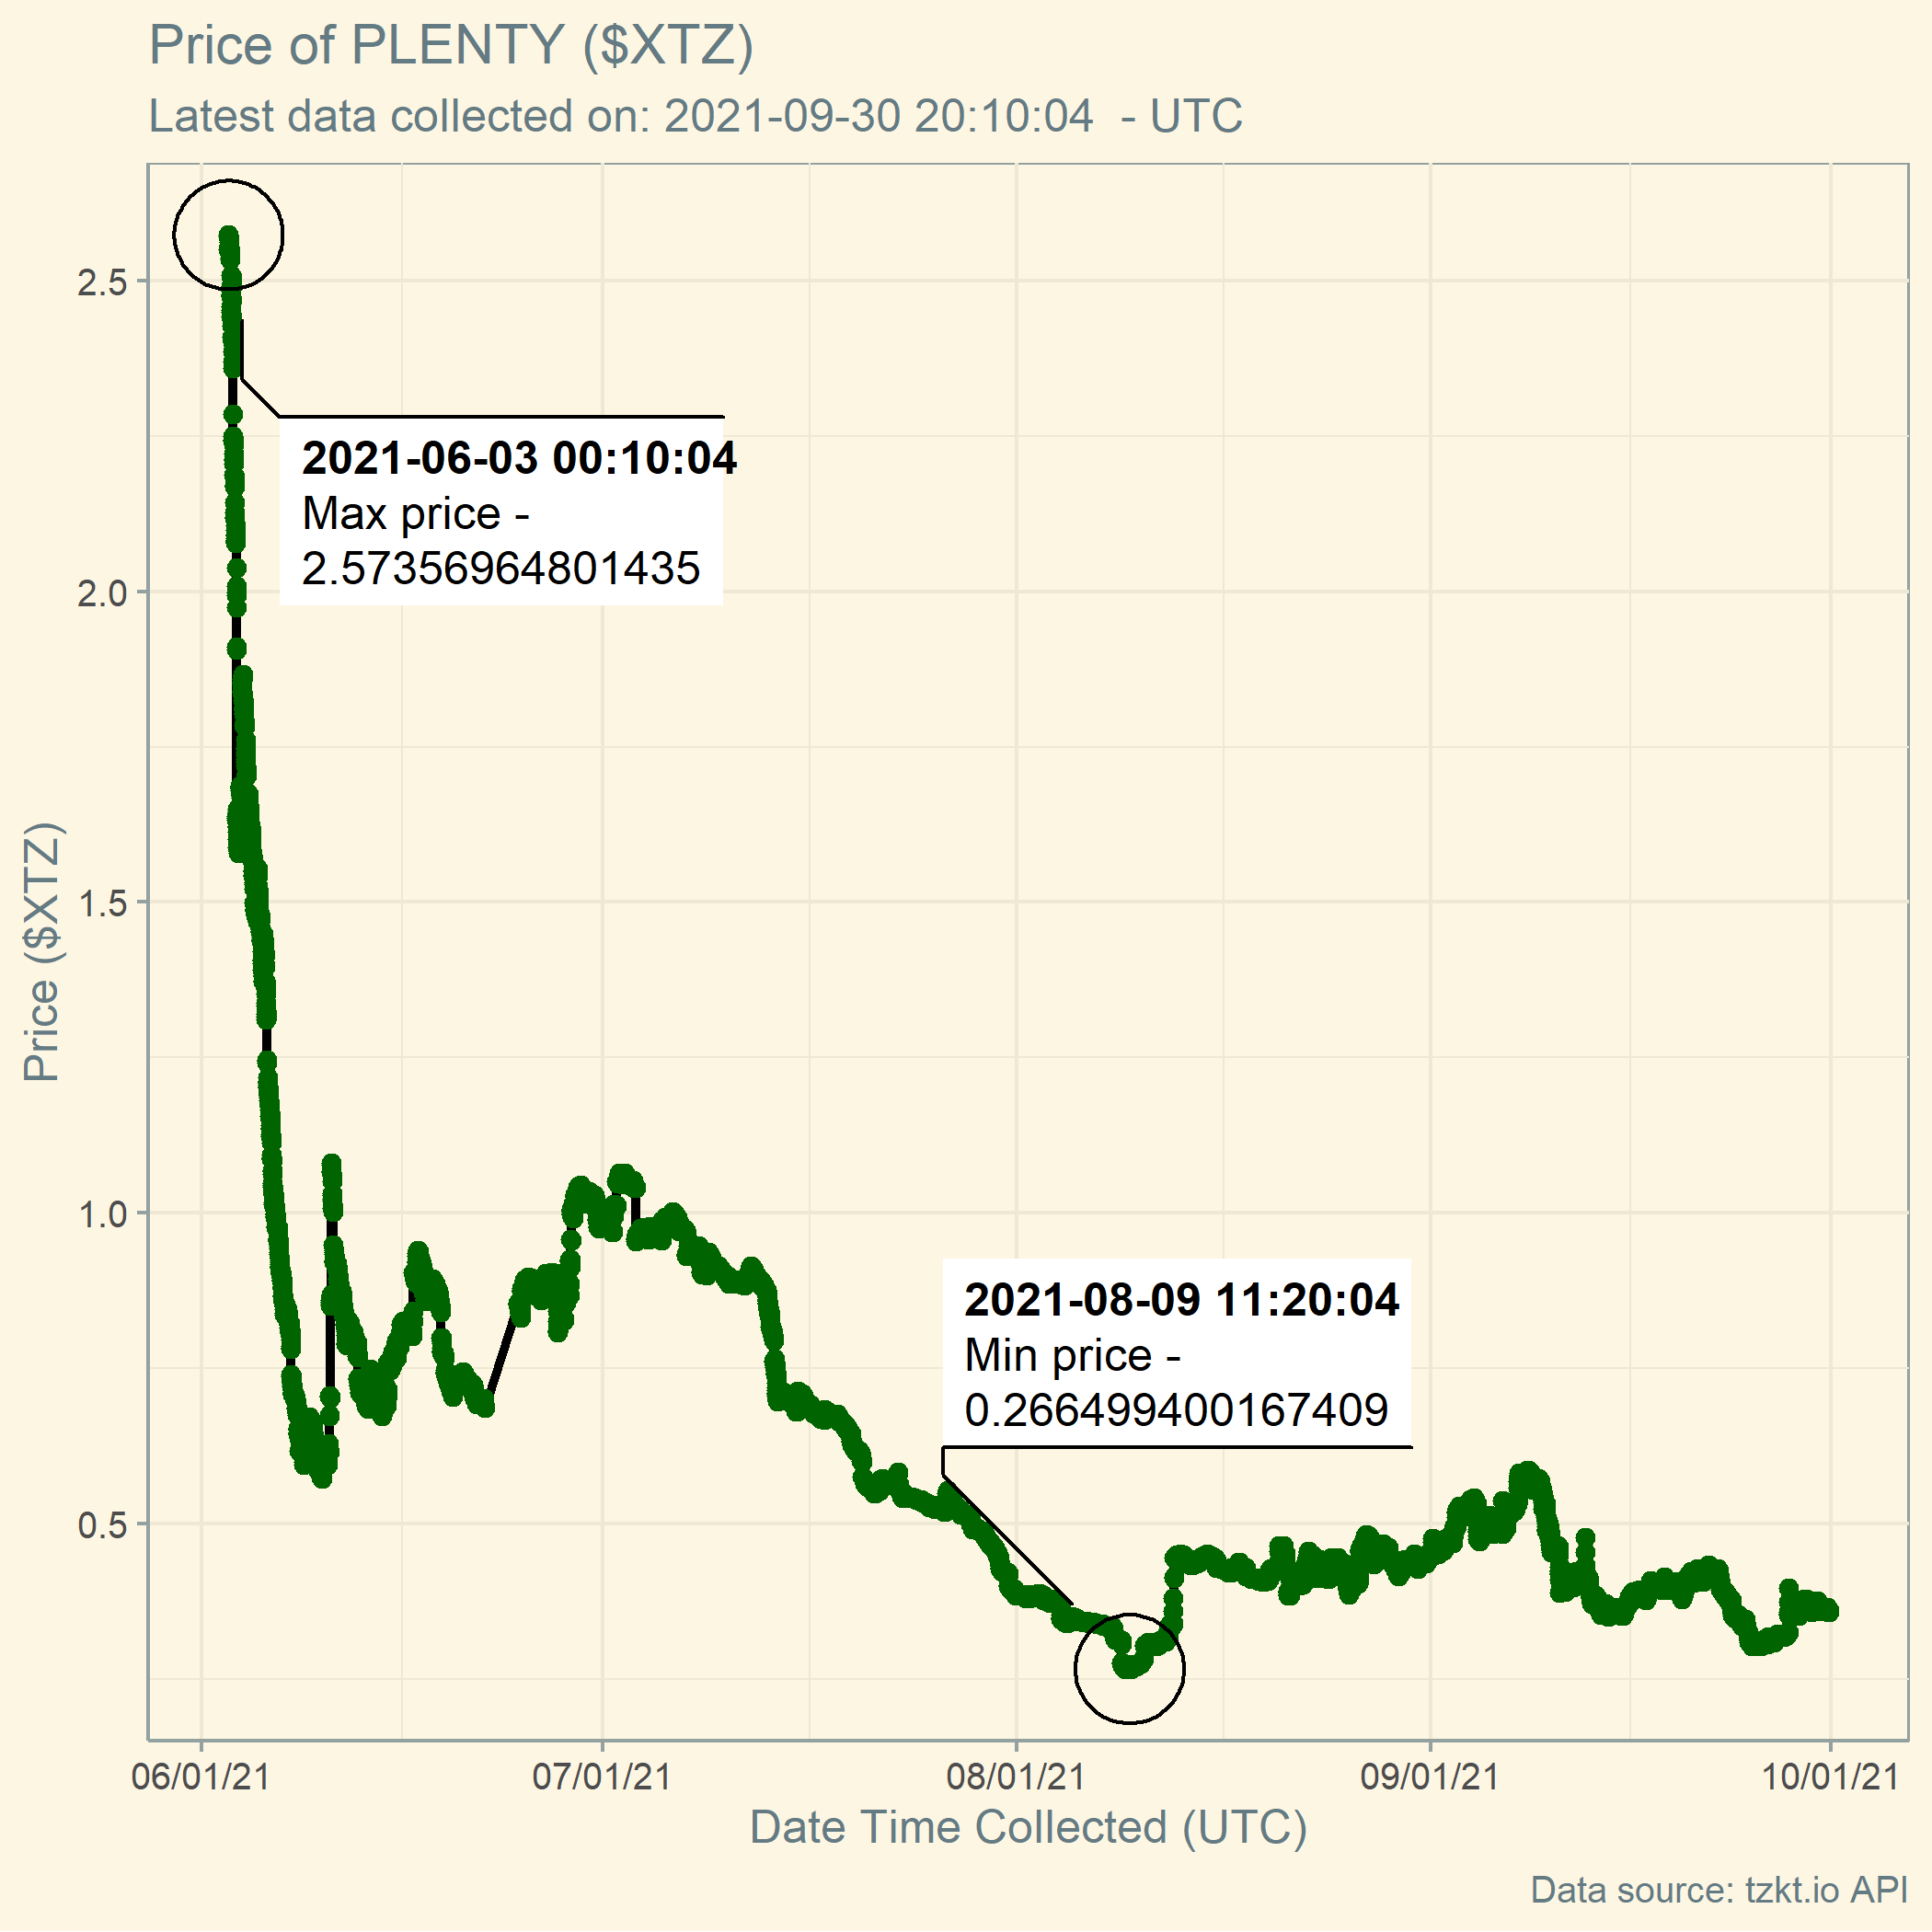 Price of PLENTY ($XTZ)
Latest data collected on: 2021-09-30 20:10:04  - UTC
2.5
2.0
1.5
1.0
0.5
Price ($XTZ)
2021-06-03 00:10:04
Max price -
2.57356964801435
2021-08-09 11:20:04
Min price -
0.266499400167409
06/01/21
07/01/21
08/01/21
09/01/21
10/01/21
Date Time Collected (UTC)
Data source: tzkt.io API